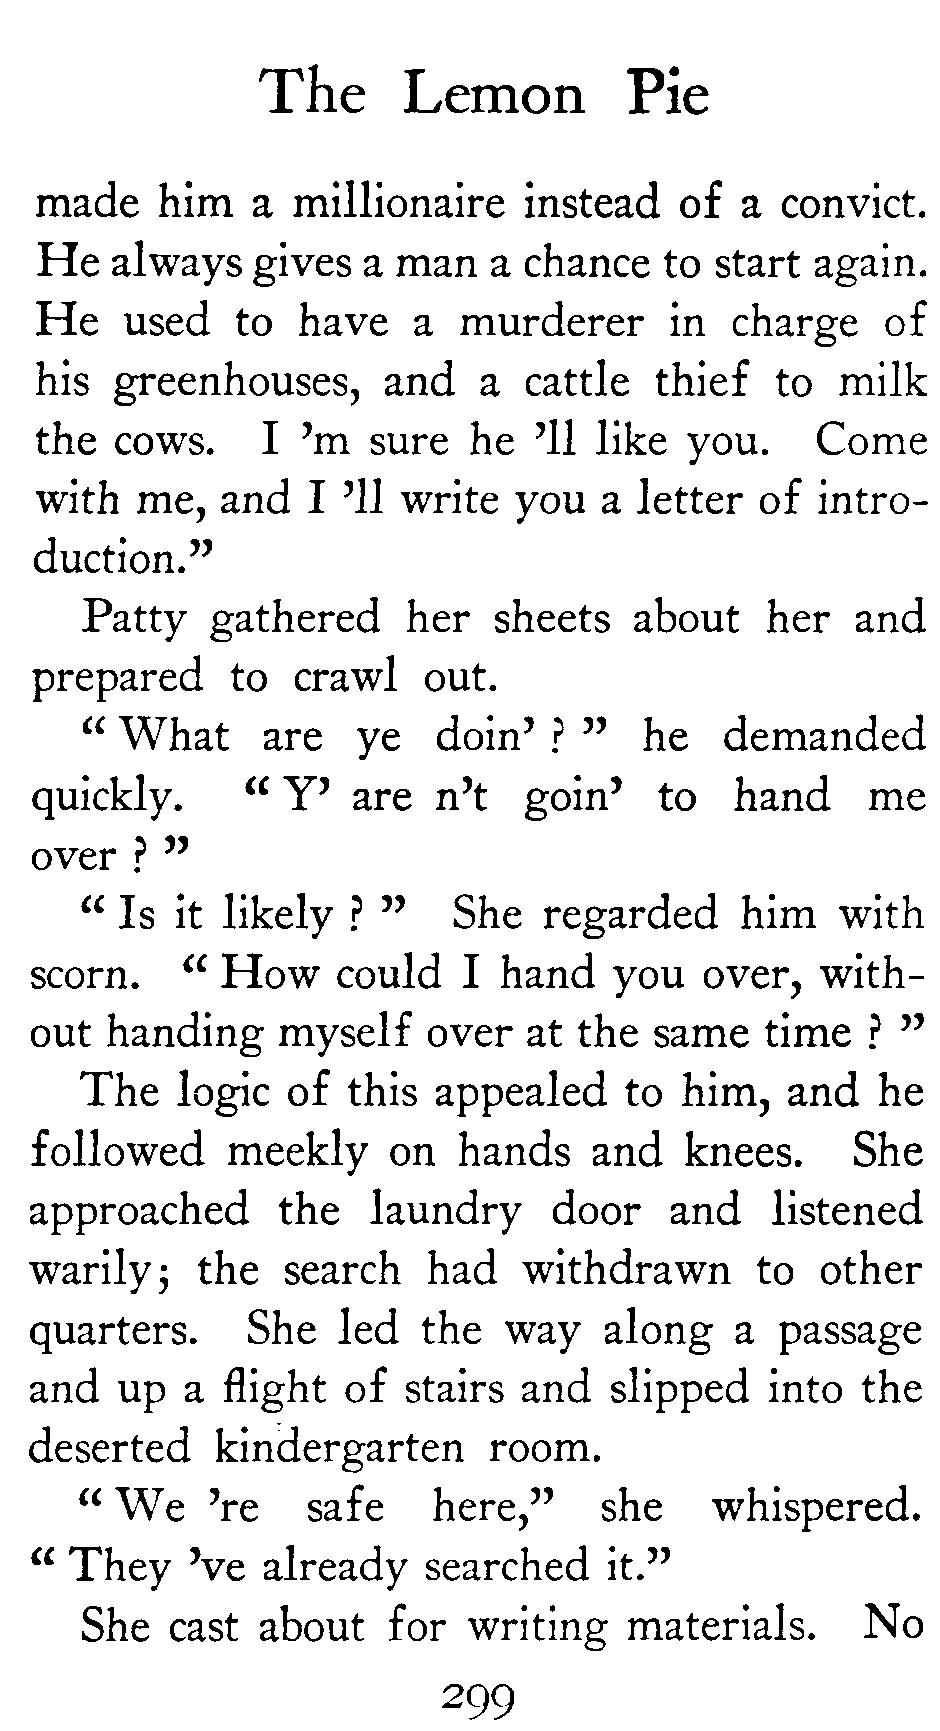 The Lemon Pie
made him a millionaire instead of a convict.
He always gives a man a chance to start again.
He used to have a murderer in charge of
his greenhouses, and a cattle thief to milk
the cows. I 'm sure he 'll like you. Come
with me, and I 'll write you a letter of intro-
duction.”
Patty gathered her sheets about her and
prepared to crawl out.
“ What are ye doin’ ? ” he demanded
quickly. “ Y’ are n’t goin’ to hand me
over ? ”
“ Is it likely ? ” She regarded him with
scorn. “ How could I hand you over, with-
out handing myself over at the same time ? ”
The logic of this appealed to him, and he
followed meekly on hands and knees. She
approached the laundry door and listened
warily; the search had withdrawn to other
quarters. She led the way along a passage
and up a flight of stairs and slipped into the
deserted kindergarten room.
“ We ’re safe here,” she whispered.
“ They ’ve already searched it.”
She cast about for writing materials. No
299